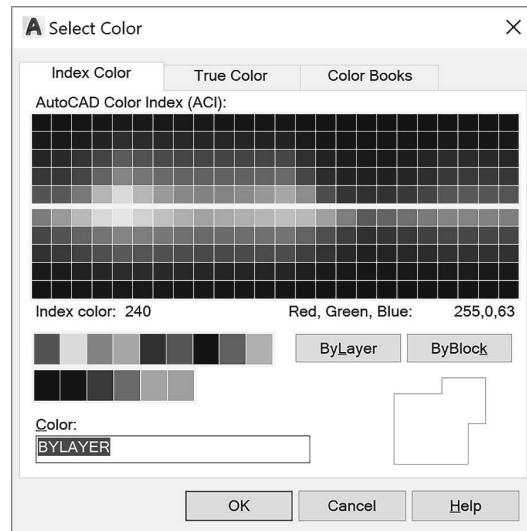 Select Color
Index Color True Color Color Books
AutoCAD Color Index (ACI):
Index color: 240 Red, Green, Blue: 255,0,63
ByLayer ByBlock
Color:
BYLAYER
OK Cancel Help